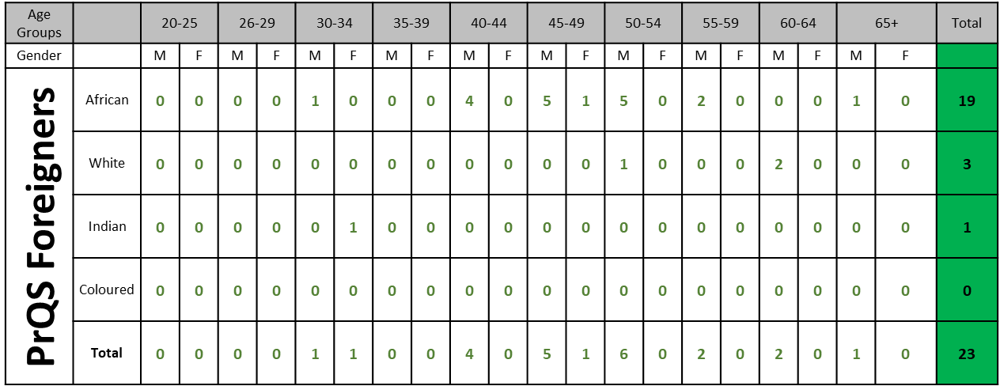 Age Groups 20-25 26-29 30-34 35-39 40-44 45-49 50-54 55-59 60-64 65+ Total
Gender M F M F M F M F M F M F M F M F M F M F
PrQS Foreigners
African 0 0 0 0 1 0 0 0 4 0 5 1 5 0 2 0 0 0 1 0 19
White 0 0 0 0 0 0 0 0 0 0 0 0 1 0 0 0 2 0 0 0 3
Indian 0 0 0 0 0 1 0 0 0 0 0 0 0 0 0 0 0 0 0 0 1
Coloured 0 0 0 0 0 0 0 0 0 0 0 0 0 0 0 0 0 0 0 0 0
Total 0 0 0 0 1 1 0 0 4 0 5 1 6 0 2 0 2 0 1 0 23